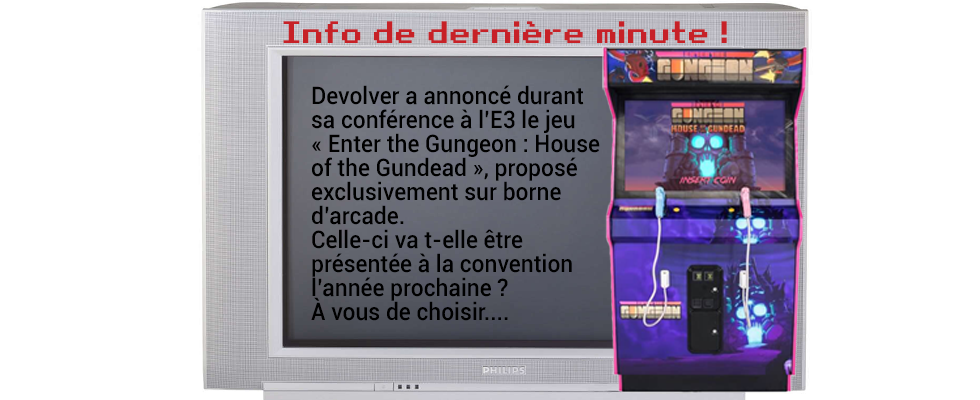 Info de dernière minute !
Devolver a annoncé durant
sa conférence à l'E3 le jeu
« Enter the Gungeon : House
of the Gundead », proposé
exclusivement sur borne
d'arcade.
Celle-ci va t-elle être
présentée à la convention
l'année prochaine ?
À vous de choisir....
PHILIPS
GUNGEON
GUNGEON
HOUSE OF THE GUNDEAD
INSERT COIN
GUNGEON